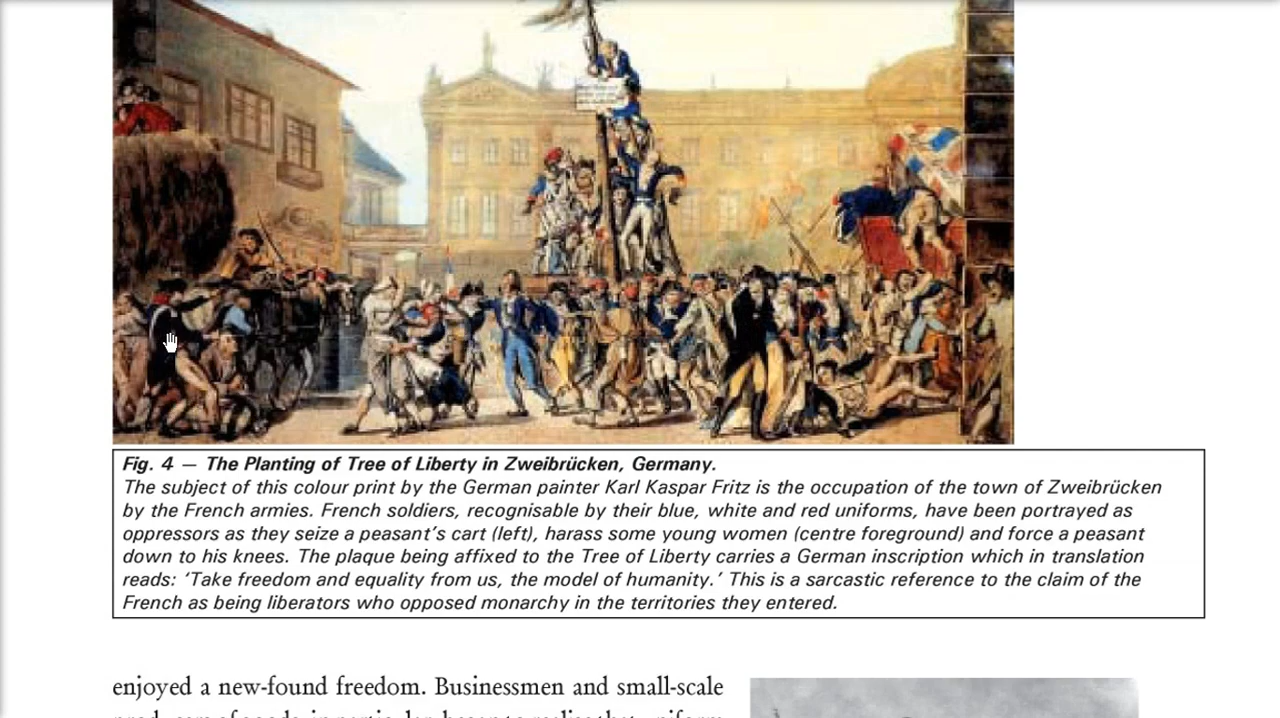 Fig. 4 — The Planting of Tree of Liberty in Zweibrücken, Germany.
The subject of this colour print by the German painter Karl Kaspar Fritz is the occupation of the town of Zweibrücken
by the French armies. French soldiers, recognisable by their blue, white and red uniforms, have been portrayed as
oppressors as they seize a peasant's cart (left), harass some young women (centre foreground) and force a peasant
down to his knees. The plaque being affixed to the Tree of Liberty carries a German inscription which in translation
reads: ‘Take freedom and equality from us, the model of humanity.’ This is a sarcastic reference to the claim of the
French as being liberators who opposed monarchy in the territories they entered.
enjoyed a new-found freedom. Businessmen and small-scale